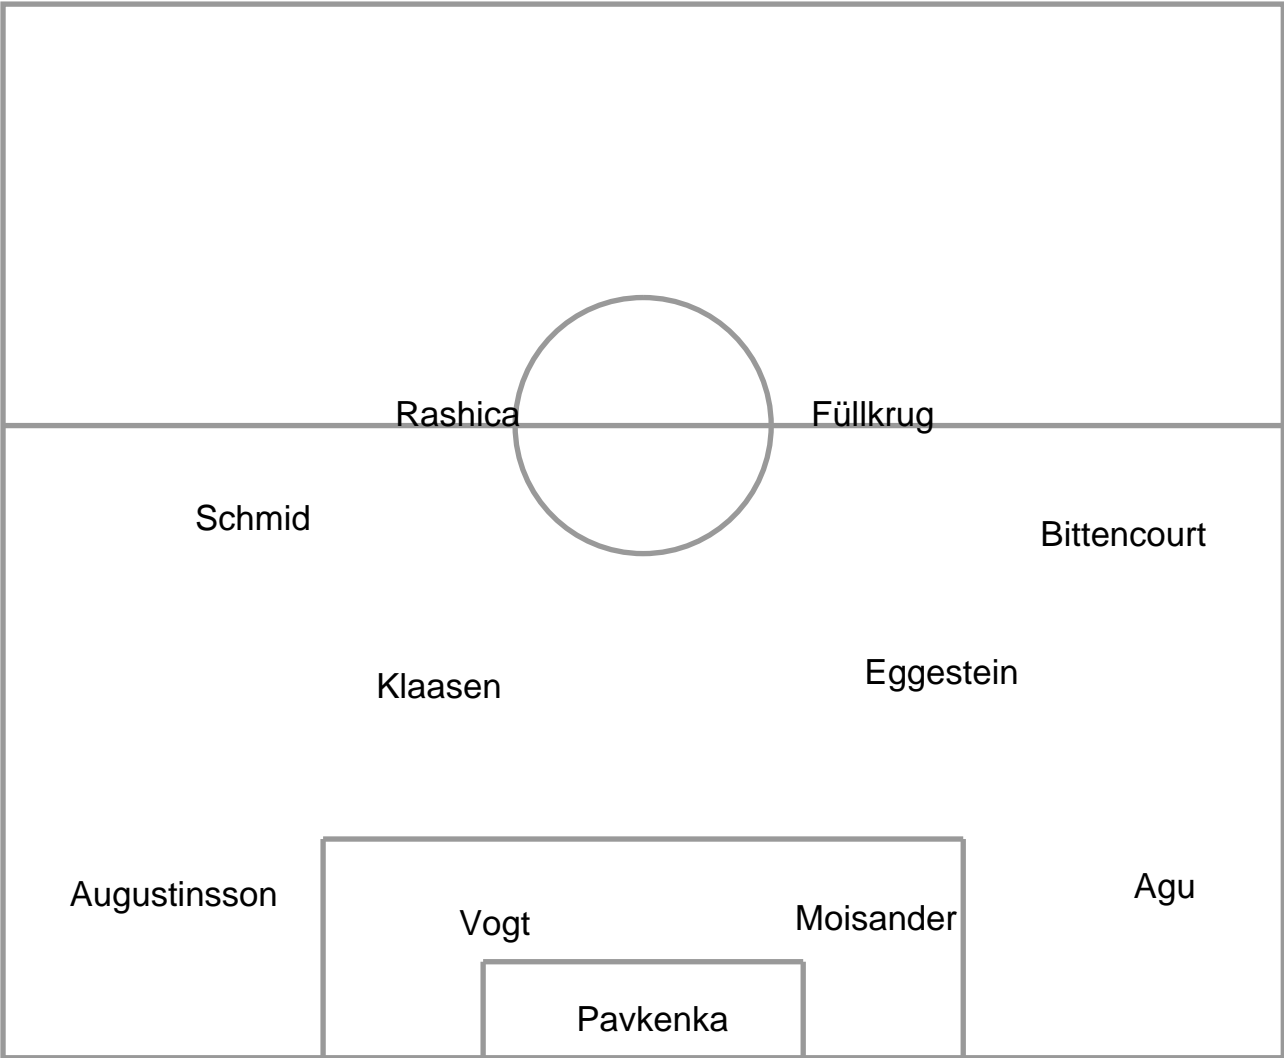 Rashica
Füllkrug
Schmid
Bittencourt
Klaasen
Eggestein
Augustinsson
Agu
Vogt
Moisander
Pavkenka